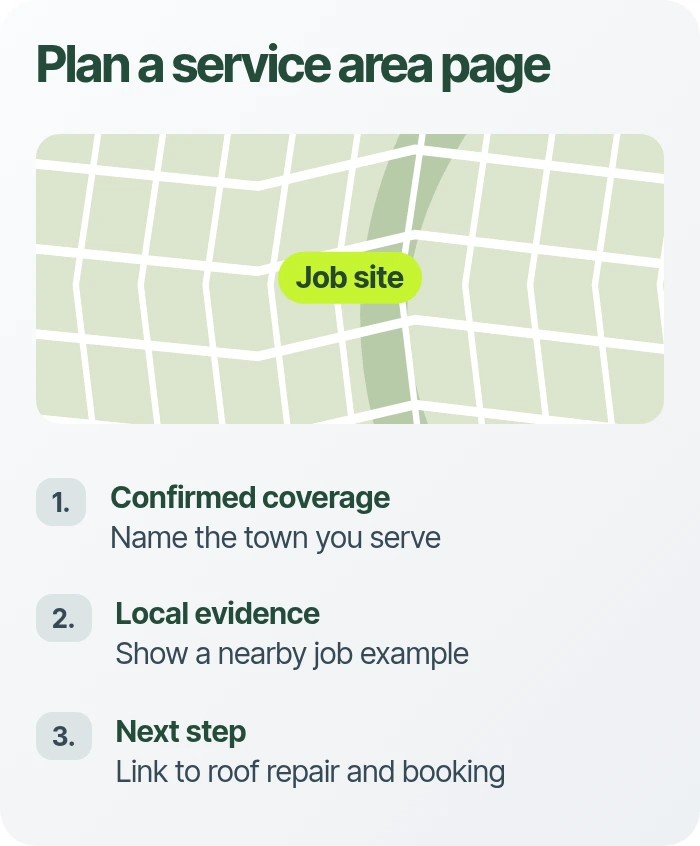 Plan a service area page
Job site
1.
Confirmed coverage
Name the town you serve
2.
Local evidence
Show a nearby job example
3.
Next step
Link to roof repair and booking